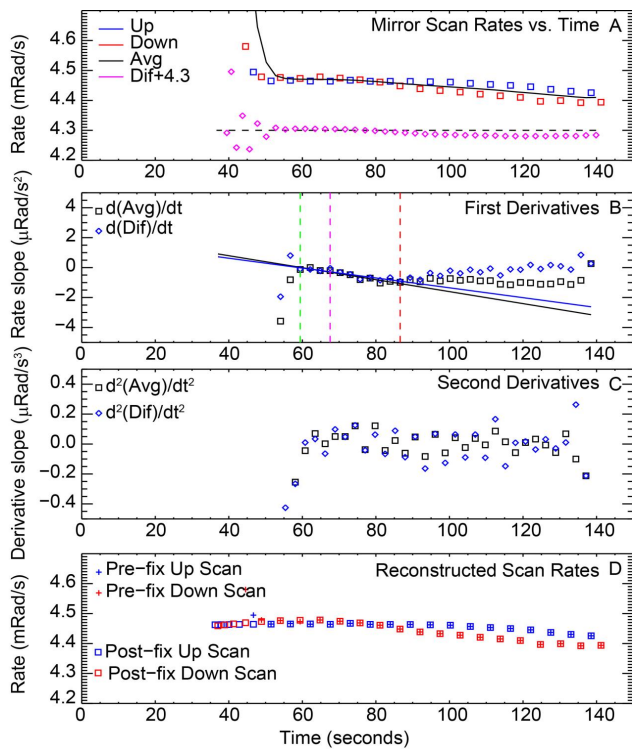 Mirror Scan Rates vs. Time A
Up
Down
Avg
Dif+4.3
Rate (mRad/s)
4.6
4.5
4.4
4.3
4.2
0 20 40 60 80 100 120 140
First Derivatives B
d(Avg)/dt
d(Dif)/dt
Rate slope (μRad/s²)
4
2
0
−2
−4
0 20 40 60 80 100 120 140
Second Derivatives C
d²(Avg)/dt²
d²(Dif)/dt²
Derivative slope (μRad/s³)
0.4
0.2
0.0
−0.2
−0.4
0 20 40 60 80 100 120 140
Reconstructed Scan Rates D
Pre-fix Up Scan
Pre-fix Down Scan
Post-fix Up Scan
Post-fix Down Scan
Rate (mRad/s)
4.6
4.5
4.4
4.3
4.2
0 20 40 60 80 100 120 140
Time (seconds)